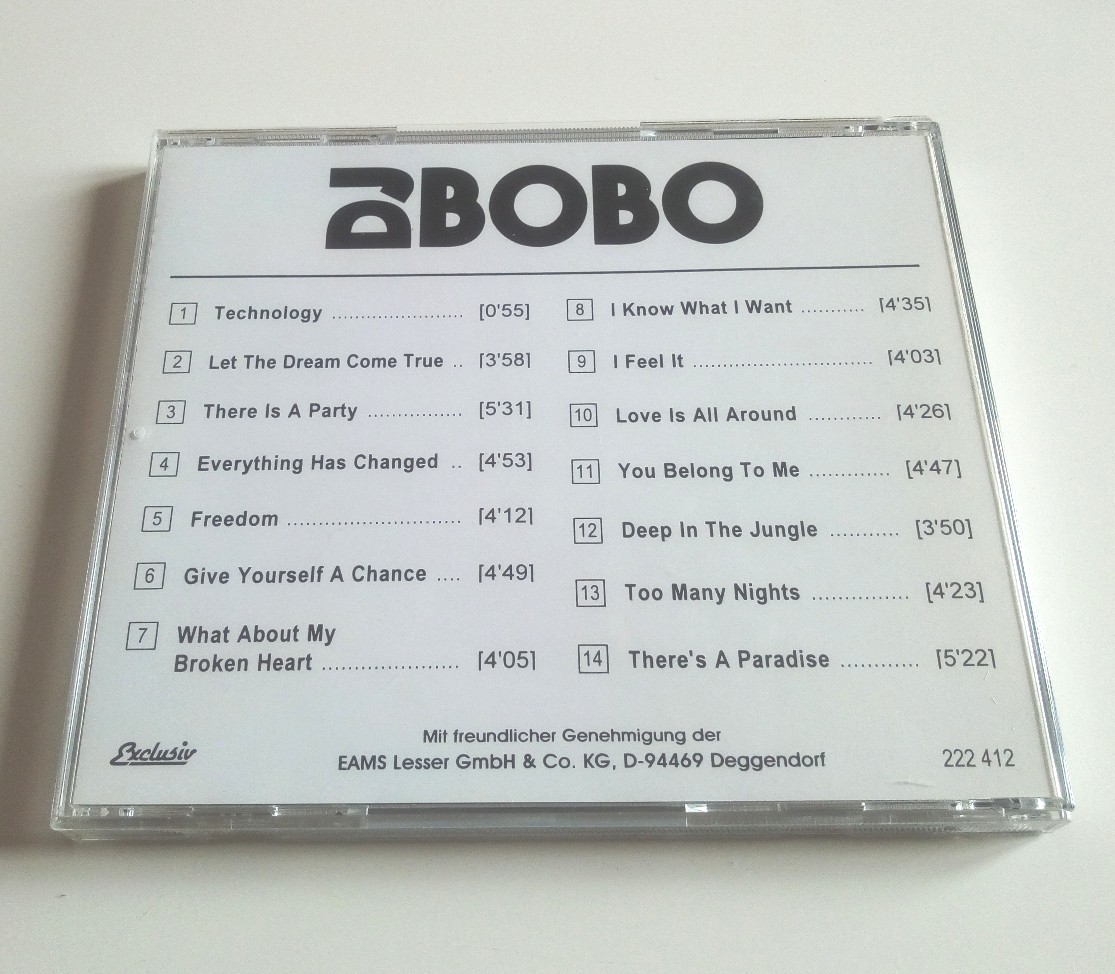 DR BOBO
1 Technology ...................... [0'55]
2 Let The Dream Come True .. [3'58]
3 There Is A Party ................ [5'31]
4 Everything Has Changed .. [4'53]
5 Freedom ........................... [4'12]
6 Give Yourself A Chance .... [4'49]
7 What About My
Broken Heart ...................... [4'05]
8 I Know What I Want ........... [4'35]
9 I Feel It ............................. [4'03]
10 Love Is All Around ............ [4'26]
11 You Belong To Me ............. [4'47]
12 Deep In The Jungle ........... [3'50]
13 Too Many Nights ............... [4'23]
14 There's A Paradise ............ [5'22]
Exclusiv
Mit freundlicher Genehmigung der
EAMS Lesser GmbH & Co. KG, D-94469 Deggendorf
222 412